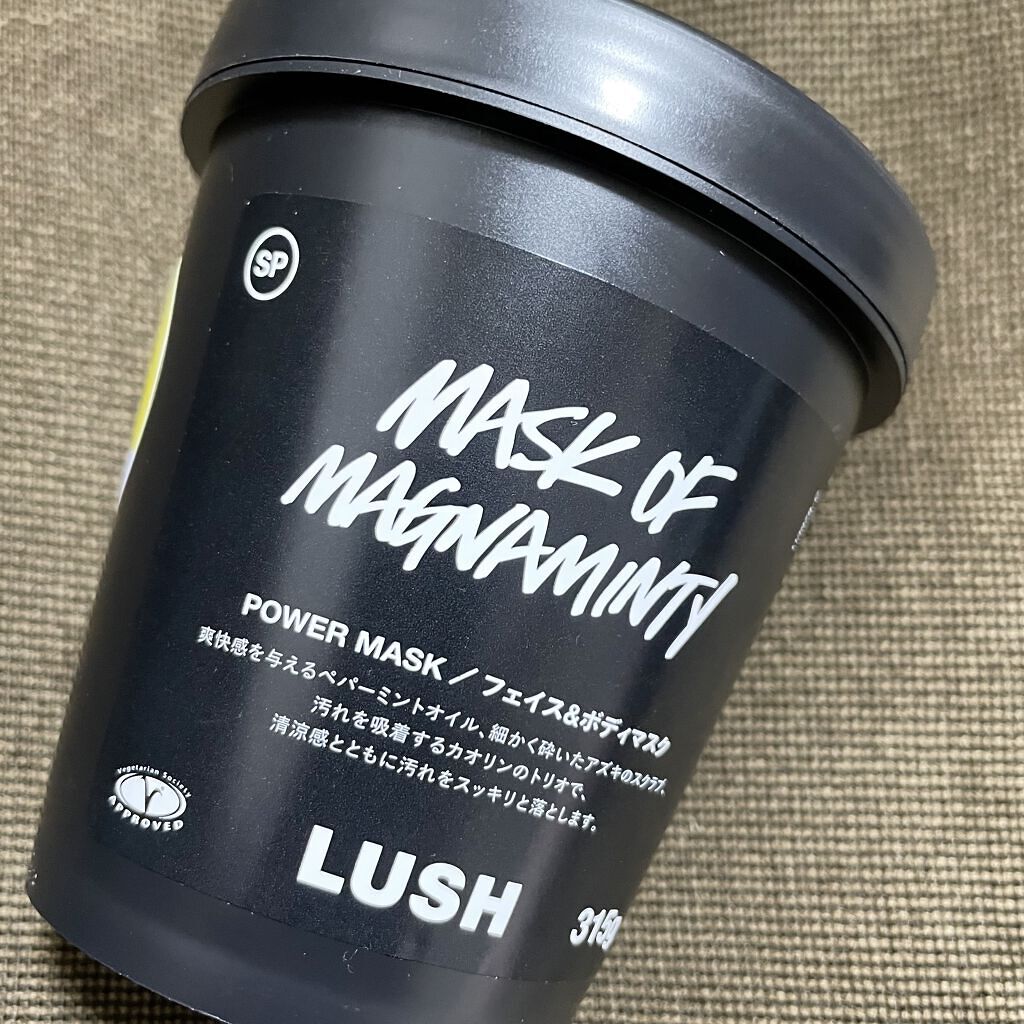 SP
MASK OF
MAGNAMINTY
POWER MASK / フェイス&ボディマスク
爽快感を与えるペパーミントオイル、細かく砕いたアズキのスクラブ、
汚れを吸着するカオリンのトリオで、
清涼感とともに汚れをスッキリと落とします。
Vegetarian Society
APPROVED
LUSH
315g